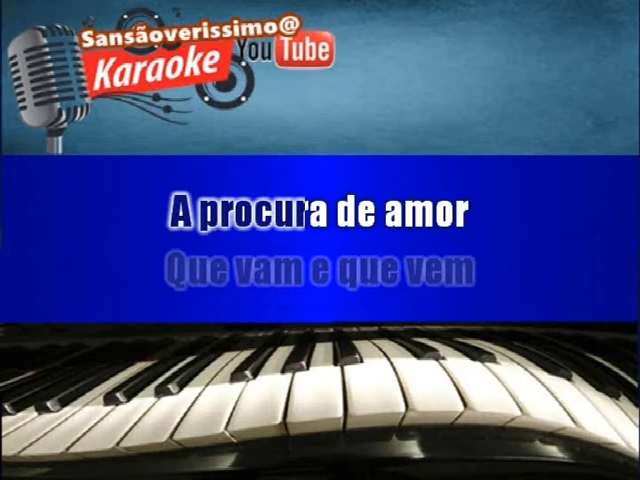 Sansãoverissimo@
Karaoke
YouTube
A procura de amor
Que vam e que vem